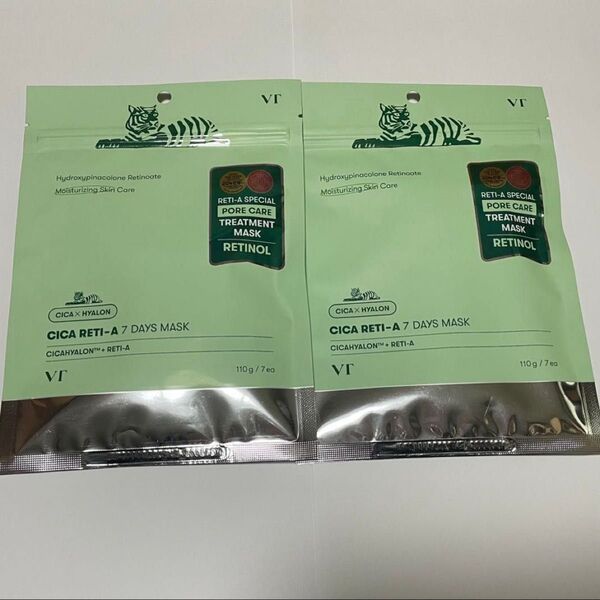 VT
Hydroxypinacolone Retinoate
Moisturizing Skin Care
RETI-A SPECIAL
PORE CARE
TREATMENT
MASK
RETINOL
CICA × HYALON
CICA RETI-A 7 DAYS MASK
CICAHYALON™ + RETI-A
110g / 7ea
VT
VT
Hydroxypinacolone Retinoate
Moisturizing Skin Care
RETI-A SPECIAL
PORE CARE
TREATMENT
MASK
RETINOL
CICA × HYALON
CICA RETI-A 7 DAYS MASK
CICAHYALON™ + RETI-A
110g / 7ea
VT